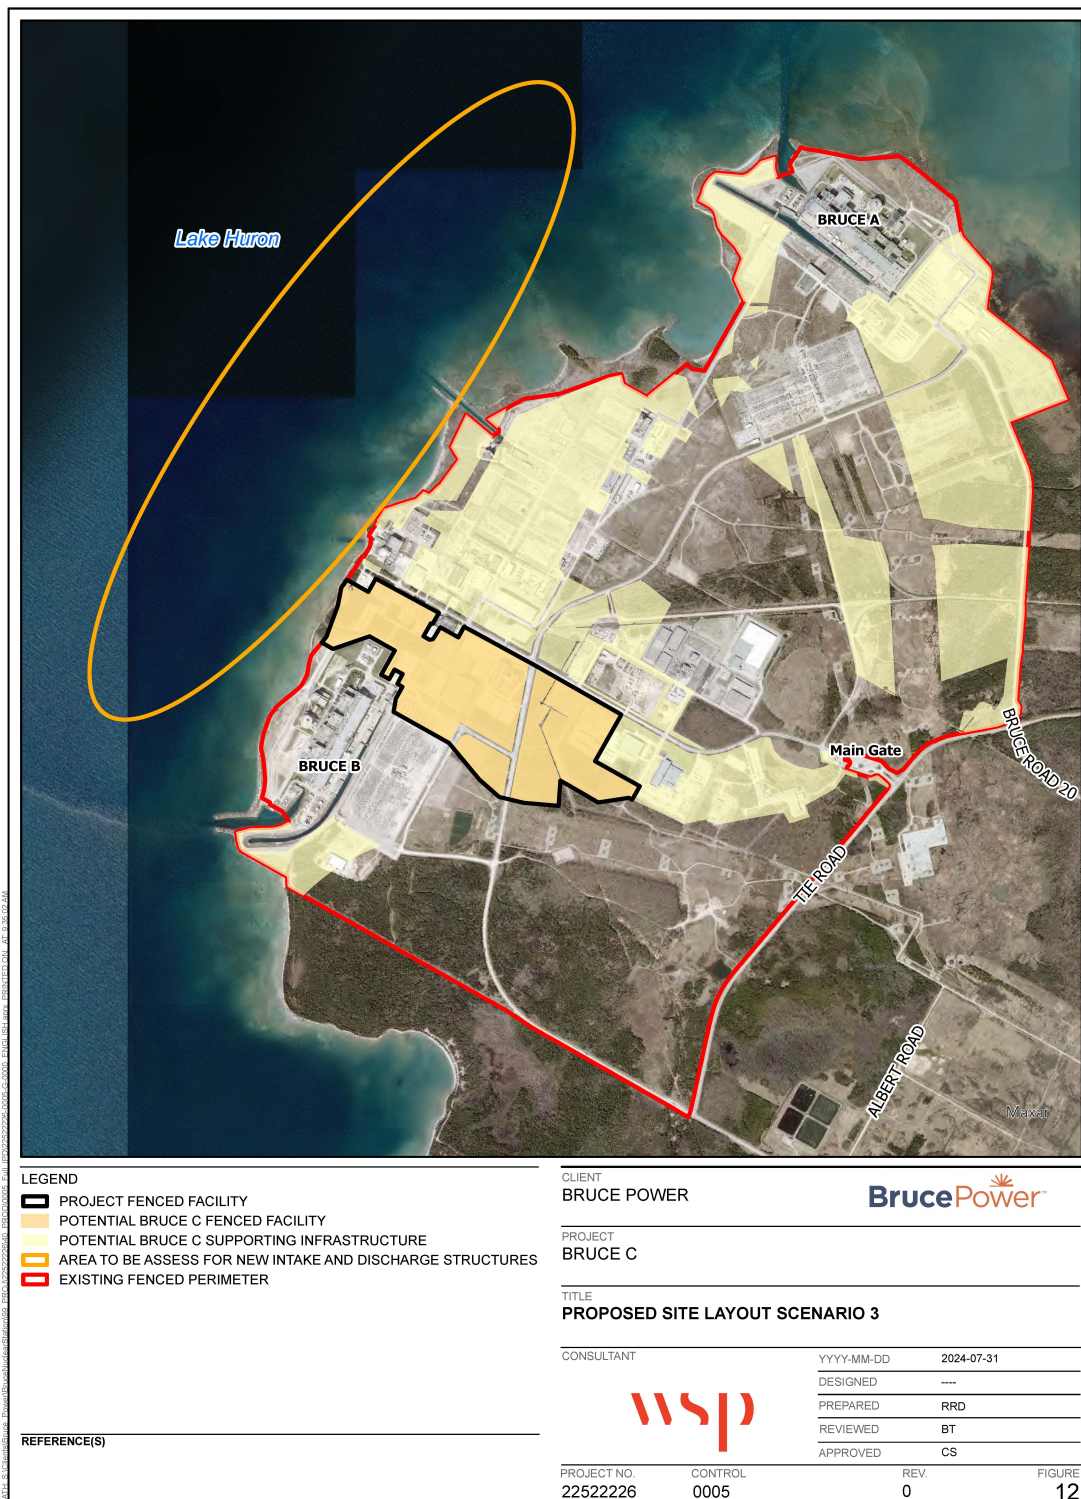 Lake Huron
BRUCE A
BRUCE B
Main Gate
BRUCE ROAD 20
TIE ROAD
ALBERT ROAD
Maxar
LEGEND
PROJECT FENCED FACILITY
POTENTIAL BRUCE C FENCED FACILITY
POTENTIAL BRUCE C SUPPORTING INFRASTRUCTURE
AREA TO BE ASSESS FOR NEW INTAKE AND DISCHARGE STRUCTURES
EXISTING FENCED PERIMETER
REFERENCE(S)
CLIENT
BRUCE POWER
BrucePower
PROJECT
BRUCE C
TITLE
PROPOSED SITE LAYOUT SCENARIO 3
CONSULTANT
wsp
YYYY-MM-DD 2024-07-31
DESIGNED ----
PREPARED RRD
REVIEWED BT
APPROVED CS
PROJECT NO. CONTROL REV. FIGURE
22522226 0005 0 12